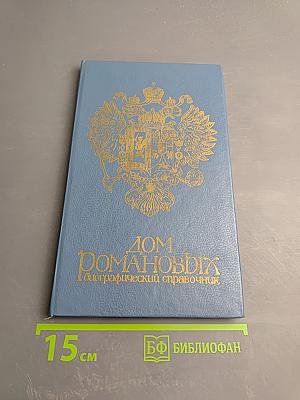 ДОМ
РОМАНОВЫХ
биографический справочник
15 см
БФ БИБЛИОФАН